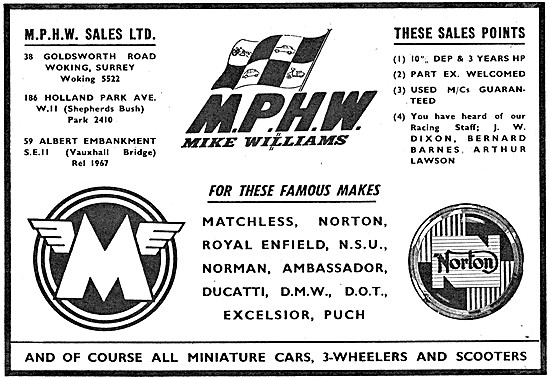 M.P.H.W. SALES LTD.
38 GOLDSWORTH ROAD
WOKING, SURREY
Woking 5522
186 HOLLAND PARK AVE.
W.11 (Shepherds Bush)
Park 2410
59 ALBERT EMBANKMENT
S.E.11 (Vauxhall Bridge)
Rel 1967
M.P.H.W.
MIKE WILLIAMS
THESE SALES POINTS
(1) 10%, DEP & 3 YEARS HP
(2) PART EX. WELCOMED
(3) USED M/Cs GUARAN-
TEED
(4) You have heard of our
Racing Staff; J. W.
DIXON, BERNARD
BARNES, ARTHUR
LAWSON
FOR THESE FAMOUS MAKES
MATCHLESS, NORTON,
ROYAL ENFIELD, N.S.U.,
NORMAN, AMBASSADOR,
DUCATTI, D.M.W., D.O.T.,
EXCELSIOR, PUCH
M
Norton
AND OF COURSE ALL MINIATURE CARS, 3-WHEELERS AND SCOOTERS